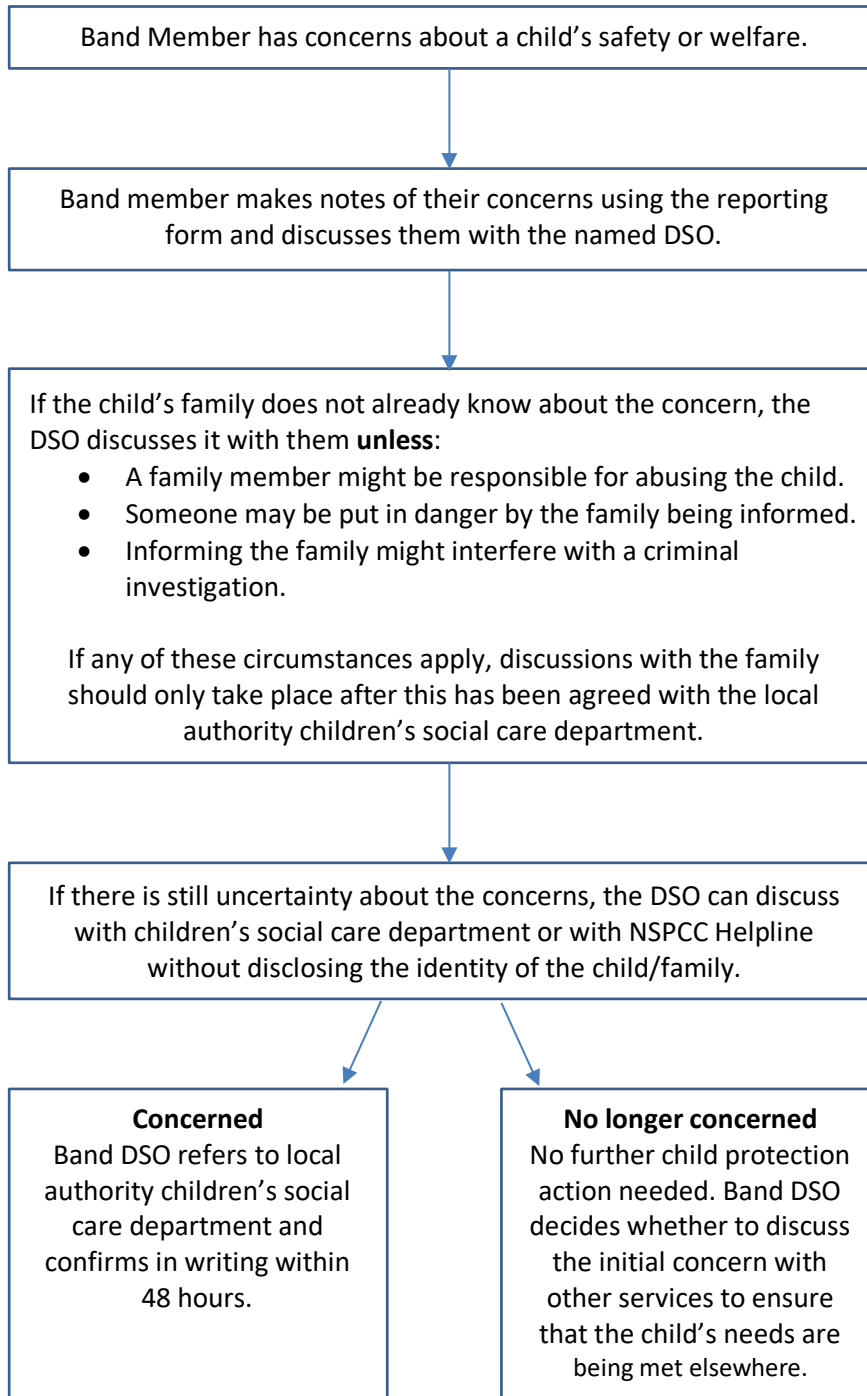 Band Member has concerns about a child’s safety or welfare.
Band member makes notes of their concerns using the reporting
form and discusses them with the named DSO.
If the child’s family does not already know about the concern, the
DSO discusses it with them unless:
• A family member might be responsible for abusing the child.
• Someone may be put in danger by the family being informed.
• Informing the family might interfere with a criminal
investigation.
If any of these circumstances apply, discussions with the family
should only take place after this has been agreed with the local
authority children’s social care department.
If there is still uncertainty about the concerns, the DSO can discuss
with children’s social care department or with NSPCC Helpline
without disclosing the identity of the child/family.
Concerned
Band DSO refers to local
authority children’s social
care department and
confirms in writing within
48 hours.
No longer concerned
No further child protection
action needed. Band DSO
decides whether to discuss
the initial concern with
other services to ensure
that the child’s needs are
being met elsewhere.